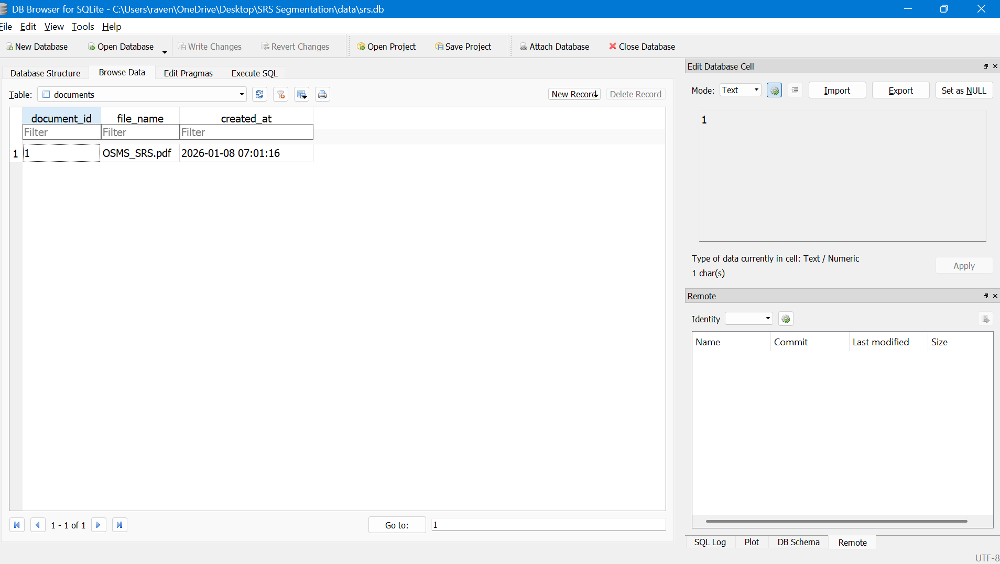 DB Browser for SQLite - C:\Users\raven\OneDrive\Desktop\SRS Segmentation\data\srs.db
File Edit View Tools Help
New Database Open Database Write Changes Revert Changes Open Project Save Project Attach Database Close Database
Database Structure Browse Data Edit Pragmas Execute SQL
Table: documents New Record Delete Record
document_id file_name created_at
Filter Filter Filter
1 1 OSMS_SRS.pdf 2026-01-08 07:01:16
1 - 1 of 1 Go to: 1
Edit Database Cell
Mode: Text Import Export Set as NULL
1
Type of data currently in cell: Text / Numeric
1 char(s)
Apply
Remote
Identity
Name Commit Last modified Size
SQL Log Plot DB Schema Remote
UTF-8